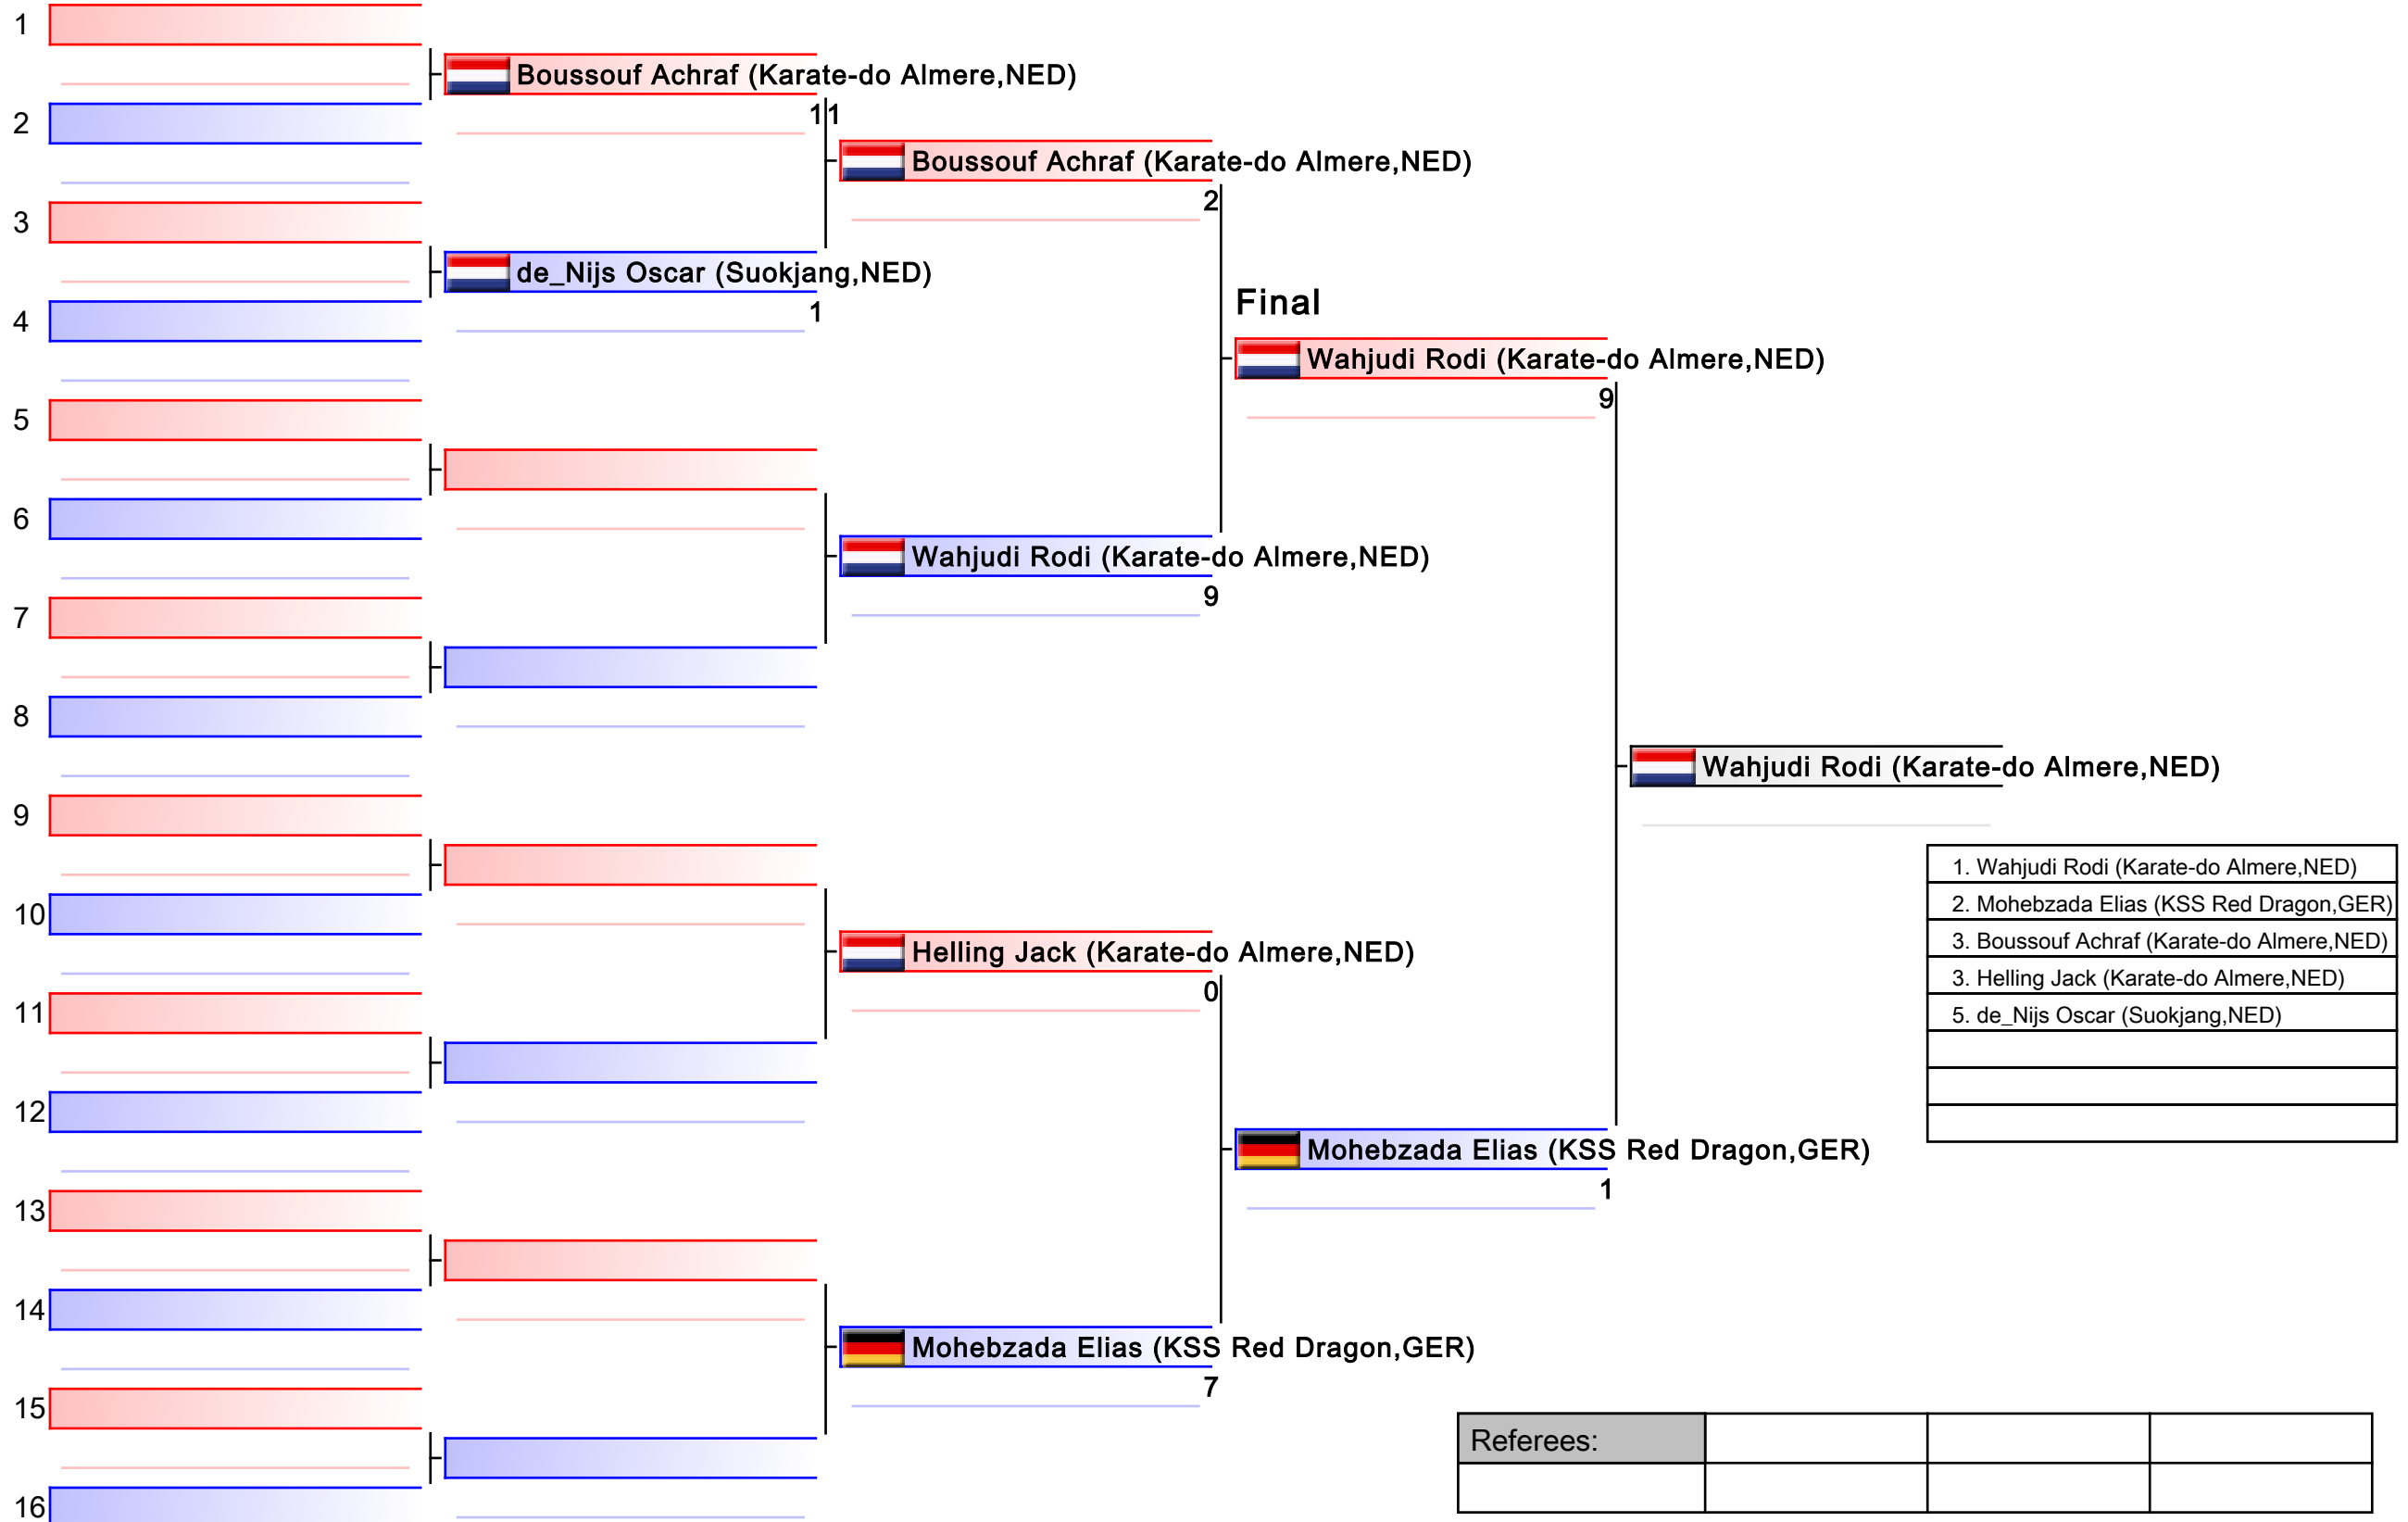 1
Boussouf Achraf (Karate-do Almere,NED)
11
2
Boussouf Achraf (Karate-do Almere,NED)
2
3
de_Nijs Oscar (Suokjang,NED)
1
4
Final
Wahjudi Rodi (Karate-do Almere,NED)
9
5
6
Wahjudi Rodi (Karate-do Almere,NED)
9
7
8
Wahjudi Rodi (Karate-do Almere,NED)
9
10
Helling Jack (Karate-do Almere,NED)
0
11
12
Mohebzada Elias (KSS Red Dragon,GER)
1
13
14
Mohebzada Elias (KSS Red Dragon,GER)
7
15
16
1. Wahjudi Rodi (Karate-do Almere,NED)
2. Mohebzada Elias (KSS Red Dragon,GER)
3. Boussouf Achraf (Karate-do Almere,NED)
3. Helling Jack (Karate-do Almere,NED)
5. de_Nijs Oscar (Suokjang,NED)
Referees: